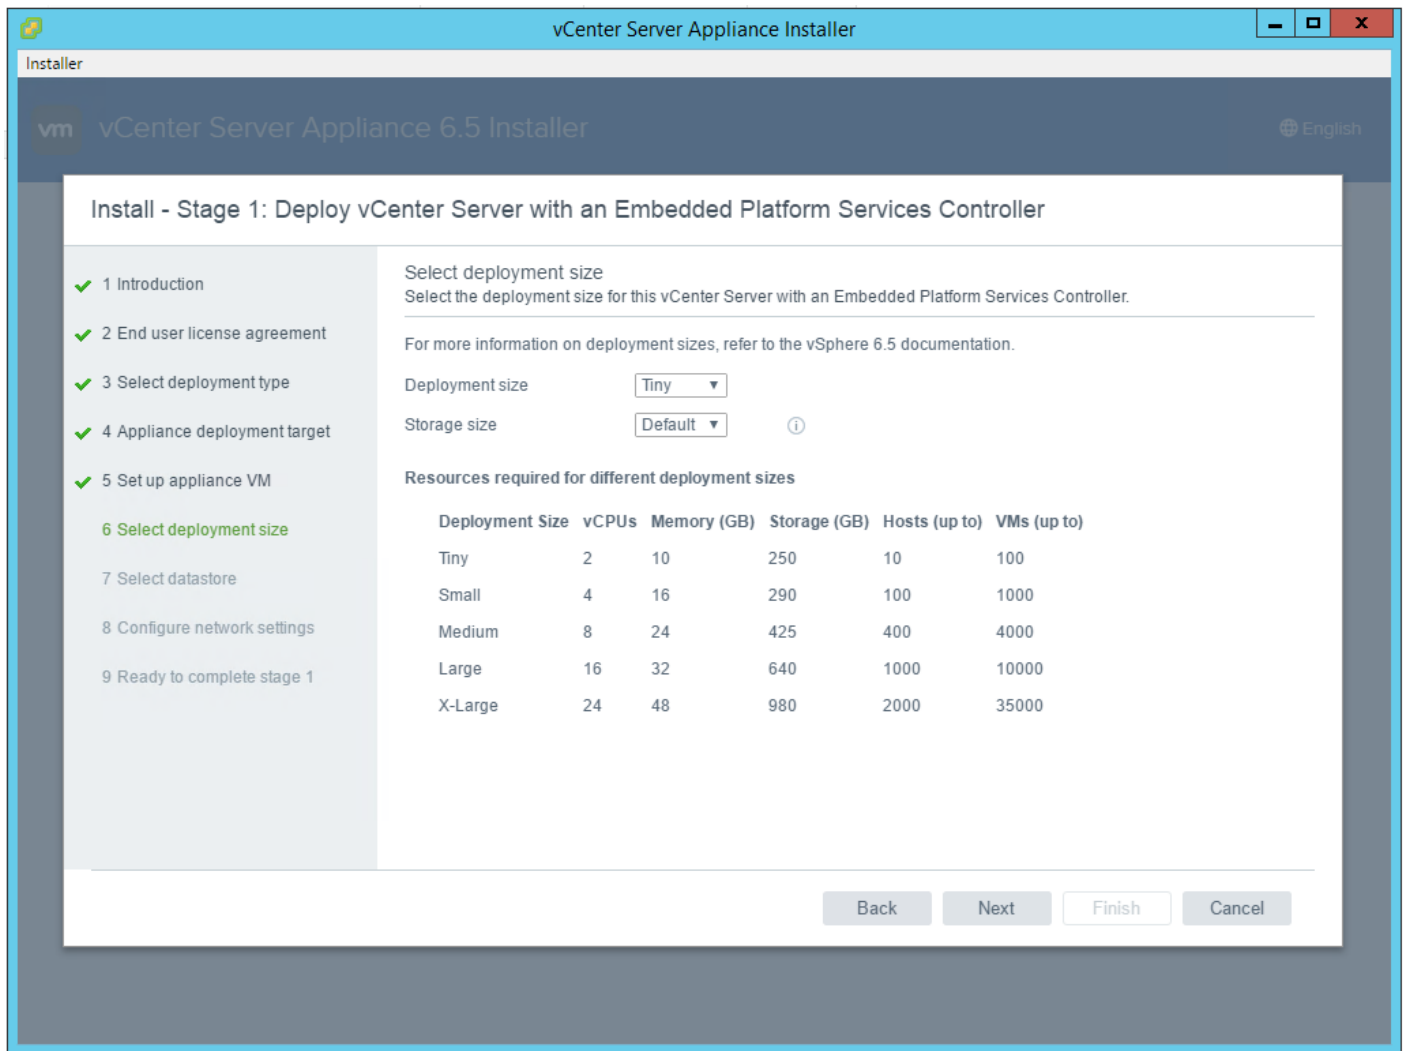 vCenter Server Appliance Installer
Installer
vm vCenter Server Appliance 6.5 Installer English
Install - Stage 1: Deploy vCenter Server with an Embedded Platform Services Controller
1 Introduction
2 End user license agreement
3 Select deployment type
4 Appliance deployment target
5 Set up appliance VM
6 Select deployment size
7 Select datastore
8 Configure network settings
9 Ready to complete stage 1
Select deployment size
Select the deployment size for this vCenter Server with an Embedded Platform Services Controller.
For more information on deployment sizes, refer to the vSphere 6.5 documentation.
Deployment size Tiny
Storage size Default
Resources required for different deployment sizes
Deployment Size vCPUs Memory (GB) Storage (GB) Hosts (up to) VMs (up to)
Tiny 2 10 250 10 100
Small 4 16 290 100 1000
Medium 8 24 425 400 4000
Large 16 32 640 1000 10000
X-Large 24 48 980 2000 35000
Back Next Finish Cancel